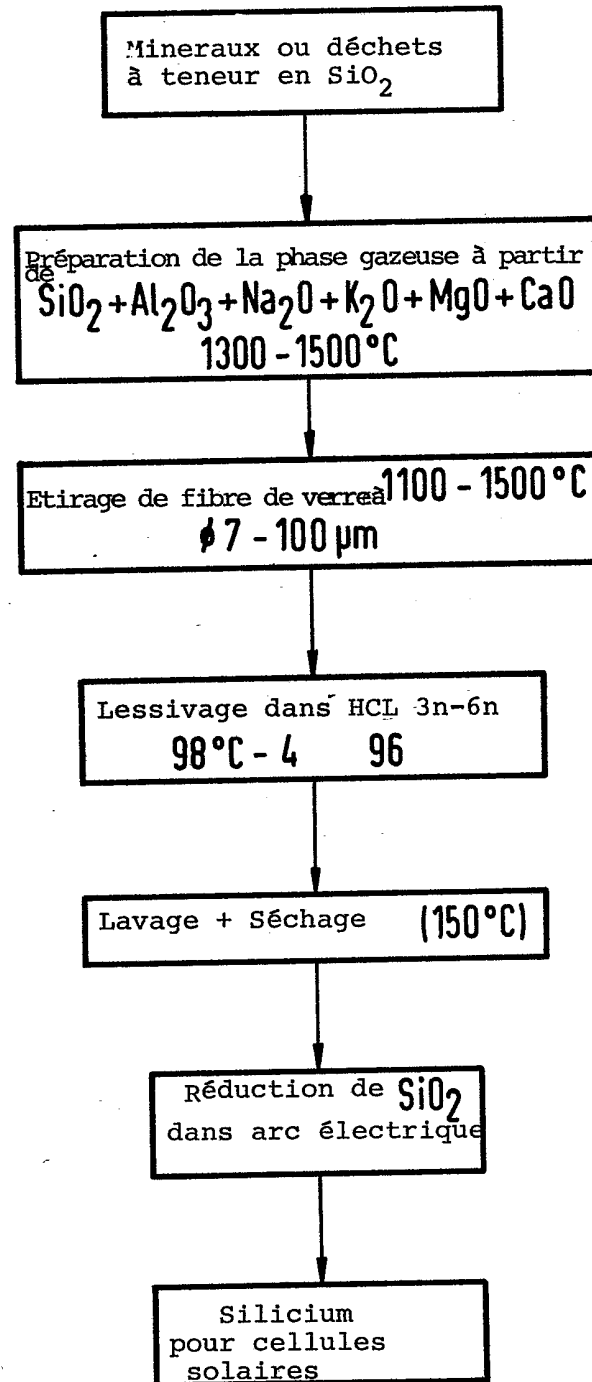 Mineraux ou déchets
à teneur en SiO₂
Préparation de la phase gazeuse à partir
de
SiO₂+Al₂O₃+Na₂O+K₂O+MgO+CaO
1300-1500°C
Etirage de fibre de verre à 1100-1500°C
ϕ 7-100 µm
Lessivage dans HCL 3n-6n
98°C-4 96
Lavage + Séchage (150°C)
Réduction de SiO₂
dans arc électrique
Silicium
pour cellules
solaires